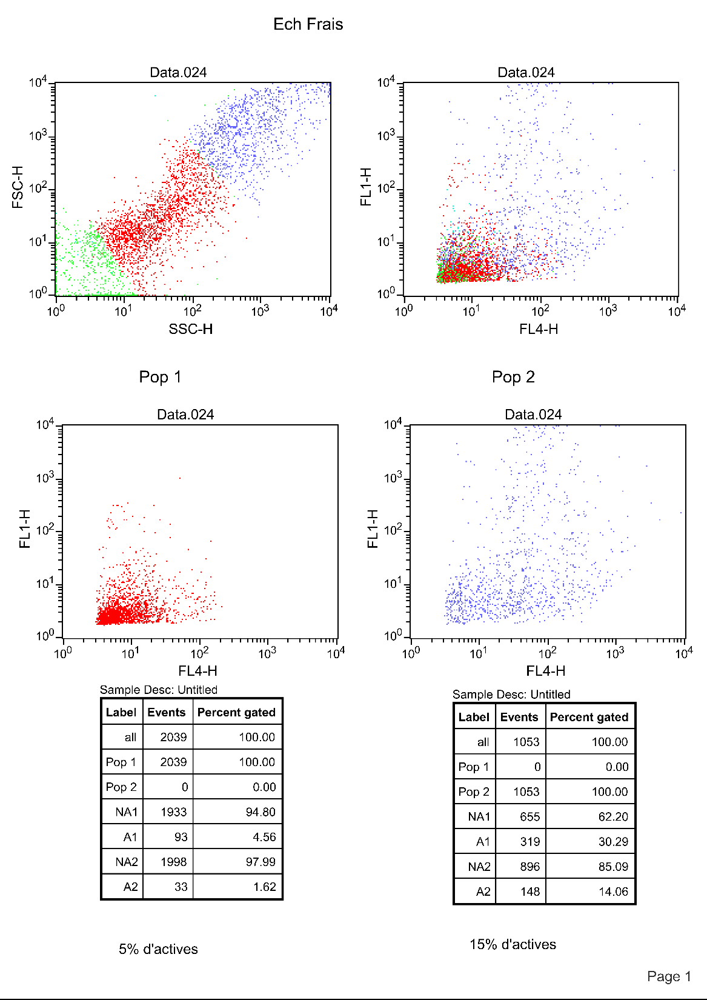 Ech Frais
Data.024
Data.024
10^4
10^3
10^2
10^1
10^0
FSC-H
10^0 10^1 10^2 10^3 10^4
SSC-H
10^4
10^3
10^2
10^1
10^0
FL1-H
10^0 10^1 10^2 10^3 10^4
FL4-H
Pop 1
Pop 2
Data.024
10^4
10^3
10^2
10^1
10^0
FL1-H
10^0 10^1 10^2 10^3 10^4
FL4-H
Data.024
10^4
10^3
10^2
10^1
10^0
FL1-H
10^0 10^1 10^2 10^3 10^4
FL4-H
Sample Desc: Untitled
Label Events Percent gated
all 2039 100.00
Pop 1 2039 100.00
Pop 2 0 0.00
NA1 1933 94.80
A1 93 4.56
NA2 1998 97.99
A2 33 1.62
Sample Desc: Untitled
Label Events Percent gated
all 1053 100.00
Pop 1 0 0.00
Pop 2 1053 100.00
NA1 655 62.20
A1 319 30.29
NA2 896 85.09
A2 148 14.06
5% d'actives
15% d'actives
Page 1